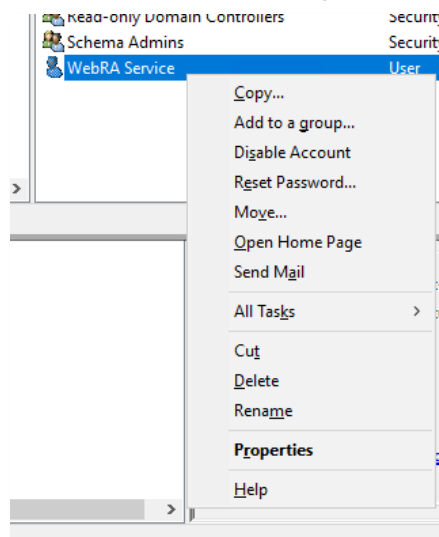 Read-only Domain Controllers Security
Schema Admins Security
WebRA Service User
Copy...
Add to a group...
Disable Account
Reset Password...
Move...
Open Home Page
Send Mail
All Tasks
Cut
Delete
Rename
Properties
Help